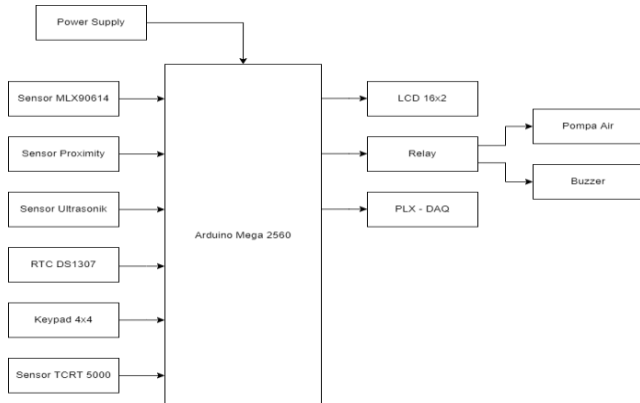 Power Supply
Sensor MLX90614
LCD 16x2
Pompa Air
Sensor Proximity
Relay
Buzzer
Sensor Ultrasonik
PLX - DAQ
Arduino Mega 2560
RTC DS1307
Keypad 4x4
Sensor TCRT 5000